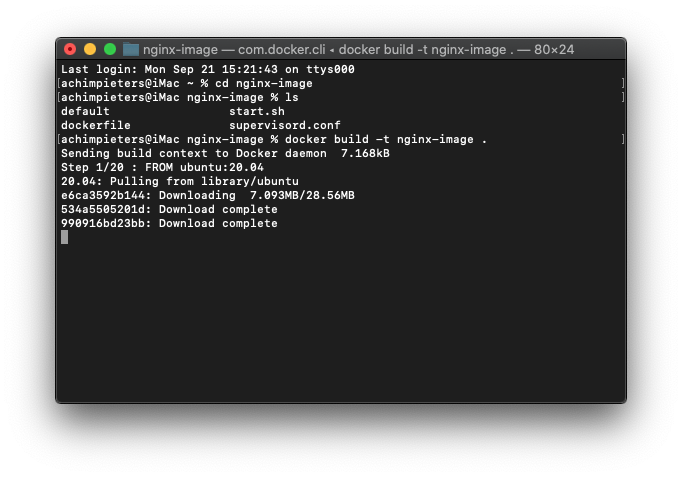 nginx-image — com.docker.cli ◂ docker build -t nginx-image . — 80×24
Last login: Mon Sep 21 15:21:43 on ttys000
[achimpieters@iMac ~ % cd nginx-image ]
[achimpieters@iMac nginx-image % ls ]
default start.sh
dockerfile supervisord.conf
[achimpieters@iMac nginx-image % docker build -t nginx-image . ]
Sending build context to Docker daemon  7.168kB
Step 1/20 : FROM ubuntu:20.04
20.04: Pulling from library/ubuntu
e6ca3592b144: Downloading  7.093MB/28.56MB
534a5505201d: Download complete
990916bd23bb: Download complete